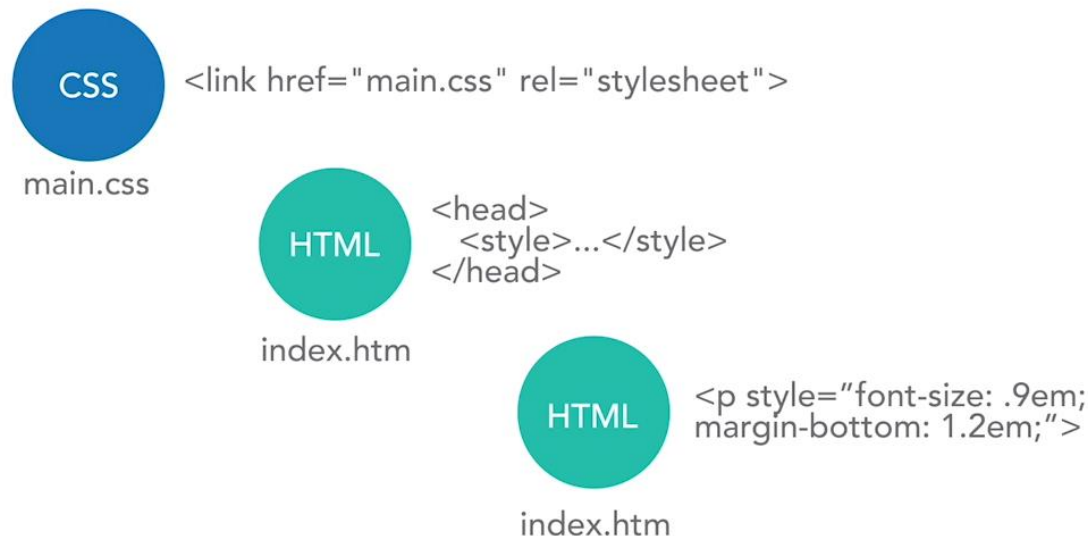 CSS
<link href="main.css" rel="stylesheet">
main.css
HTML
<head>
<style>...</style>
</head>
index.htm
HTML
<p style=”font-size: .9em;
margin-bottom: 1.2em;”>
index.htm